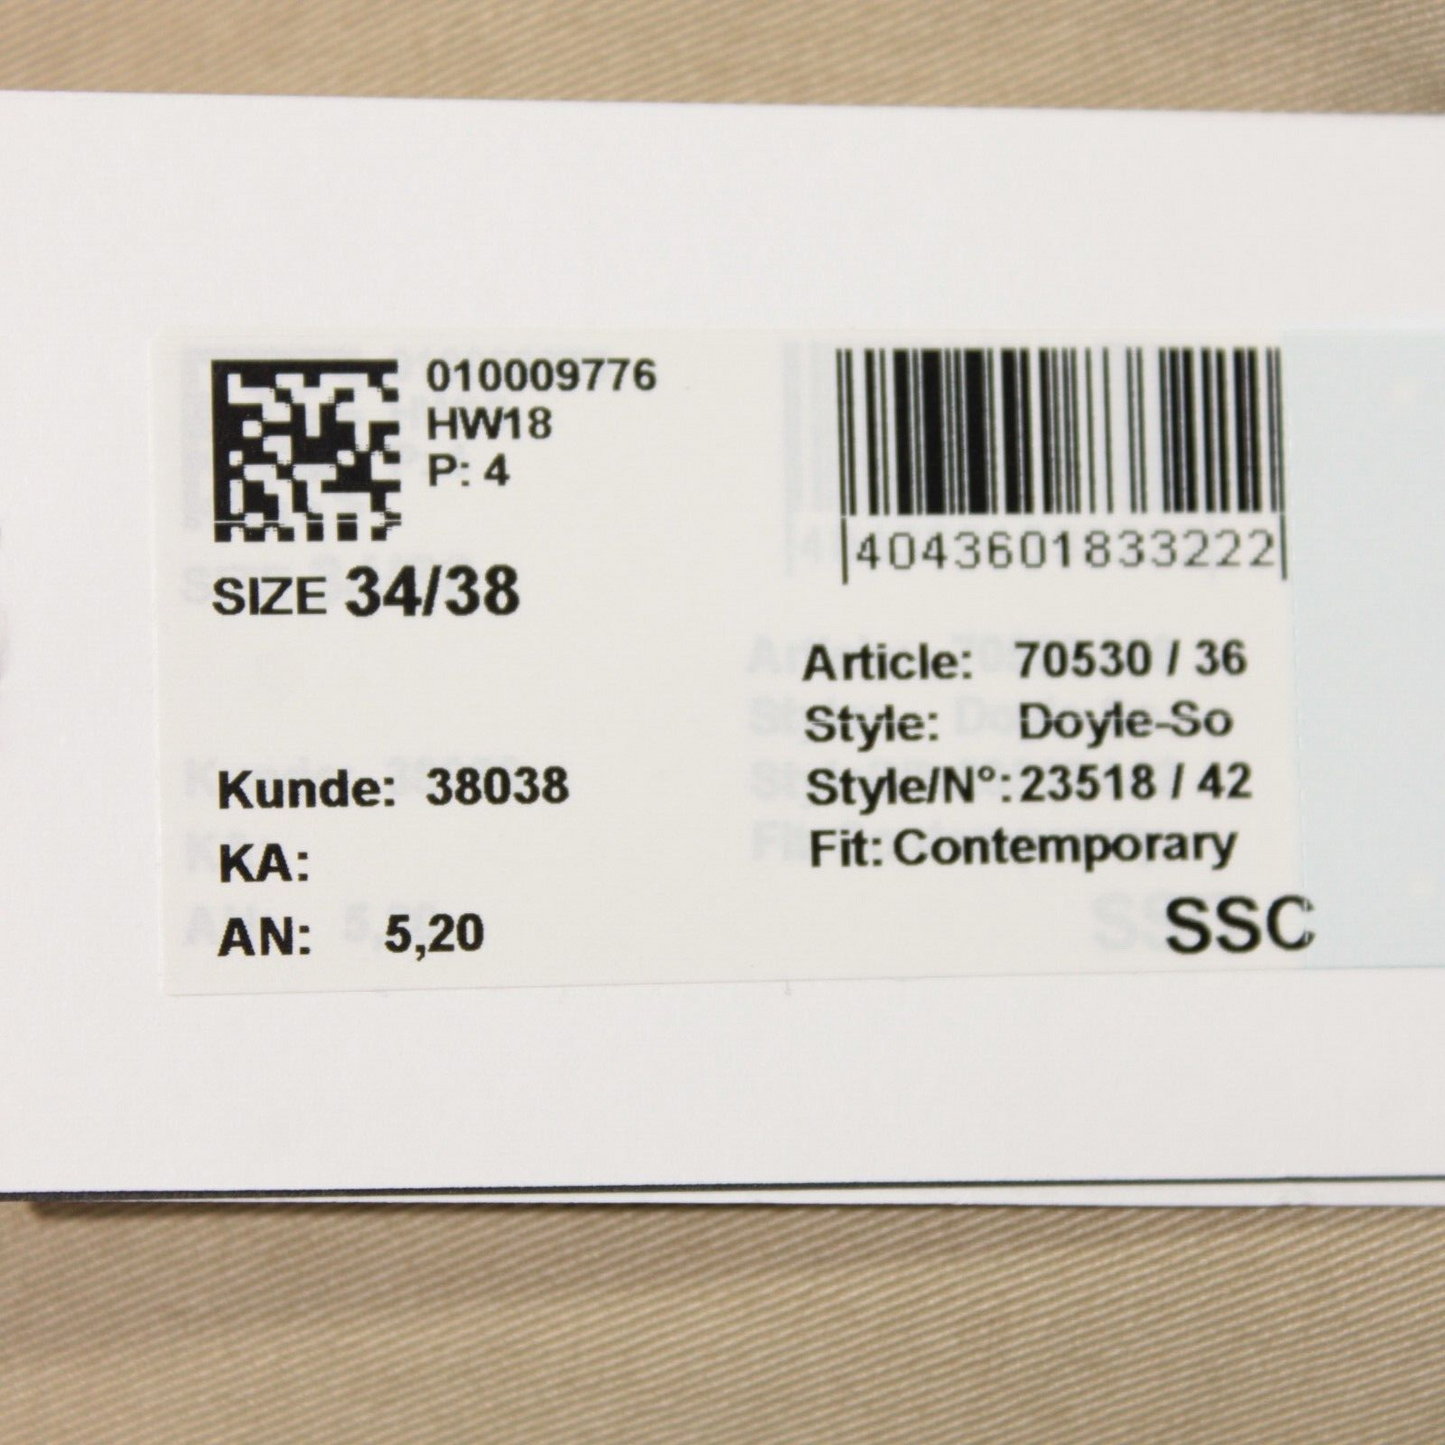 010009776
HW18
P: 4
SIZE 34/38
4043601833222
Article: 70530 / 36
Style: Doyle-So
Style/N°: 23518 / 42
Fit: Contemporary
Kunde: 38038
KA:
AN: 5,20
SSC